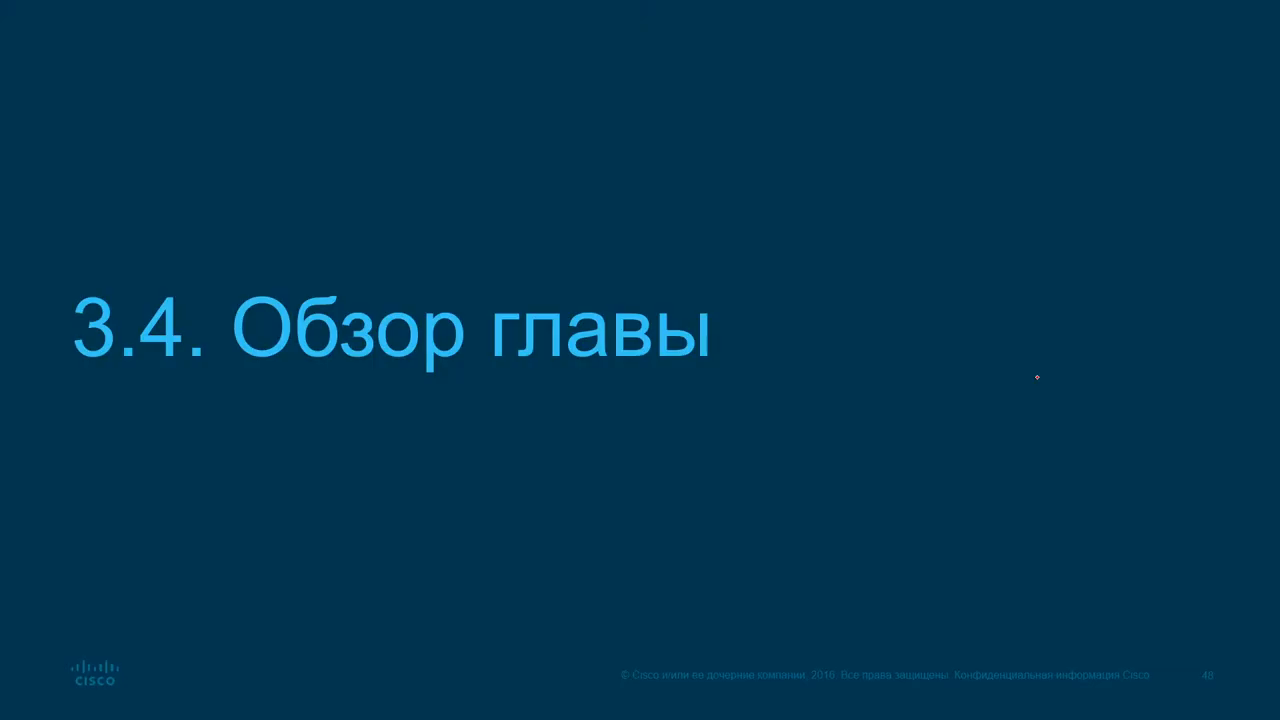 3.4. Обзор главы
CISCO
© Cisco и/или ее дочерние компании, 2016. Все права защищены. Конфиденциальная информация Cisco
48